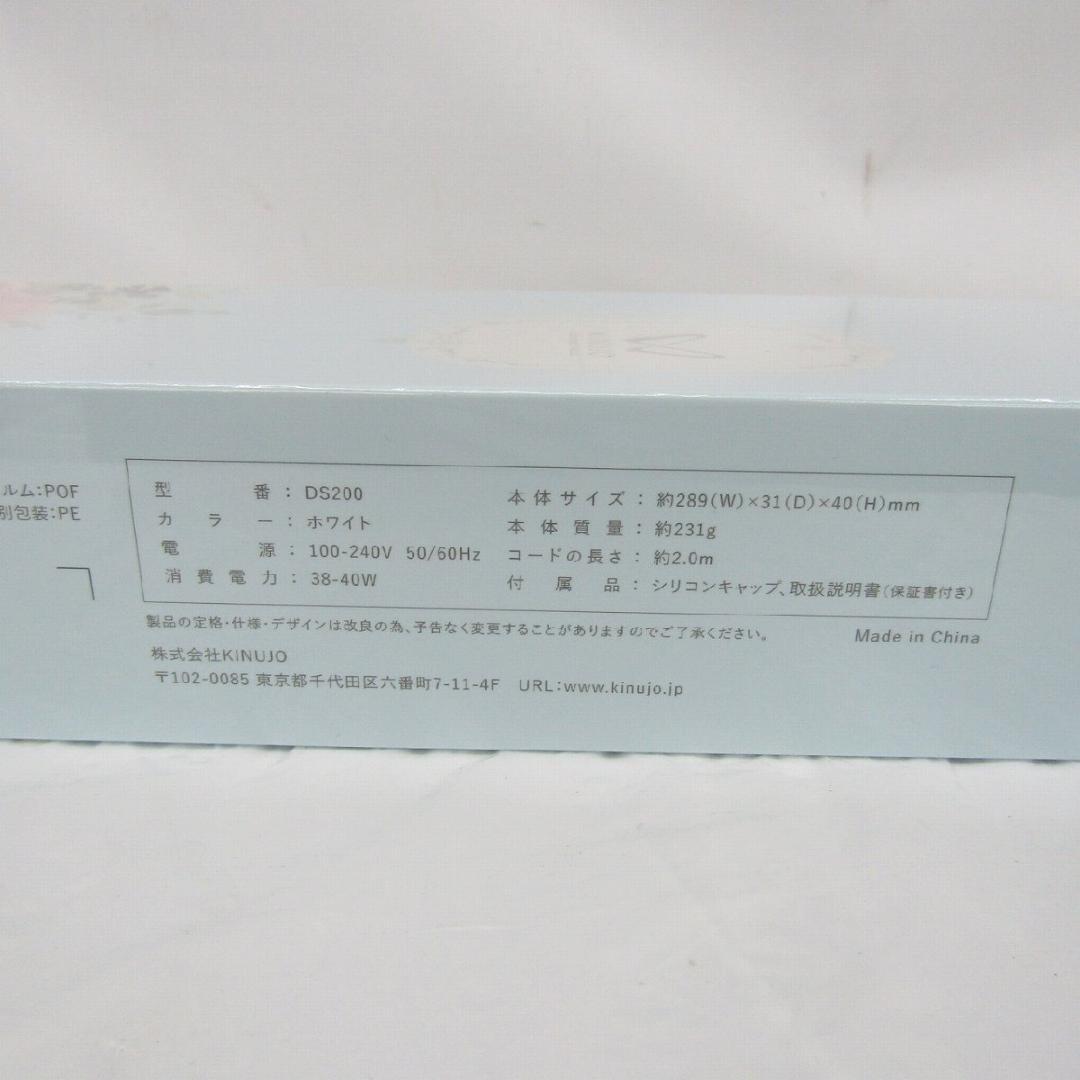 ルム:POF
別包装:PE
型番：DS200
カラー：ホワイト
電源：100-240V 50/60Hz
消費電力：38-40W
本体サイズ：約289(W)×31(D)×40(H)mm
本体質量：約231g
コードの長さ：約2.0m
付属品：シリコンキャップ、取扱説明書(保証書付き)
製品の定格・仕様・デザインは改良の為、予告なく変更することがありますのでご了承ください。
Made in China
株式会社KINUJO
〒102-0085 東京都千代田区六番町7-11-4F URL:www.kinujo.jp